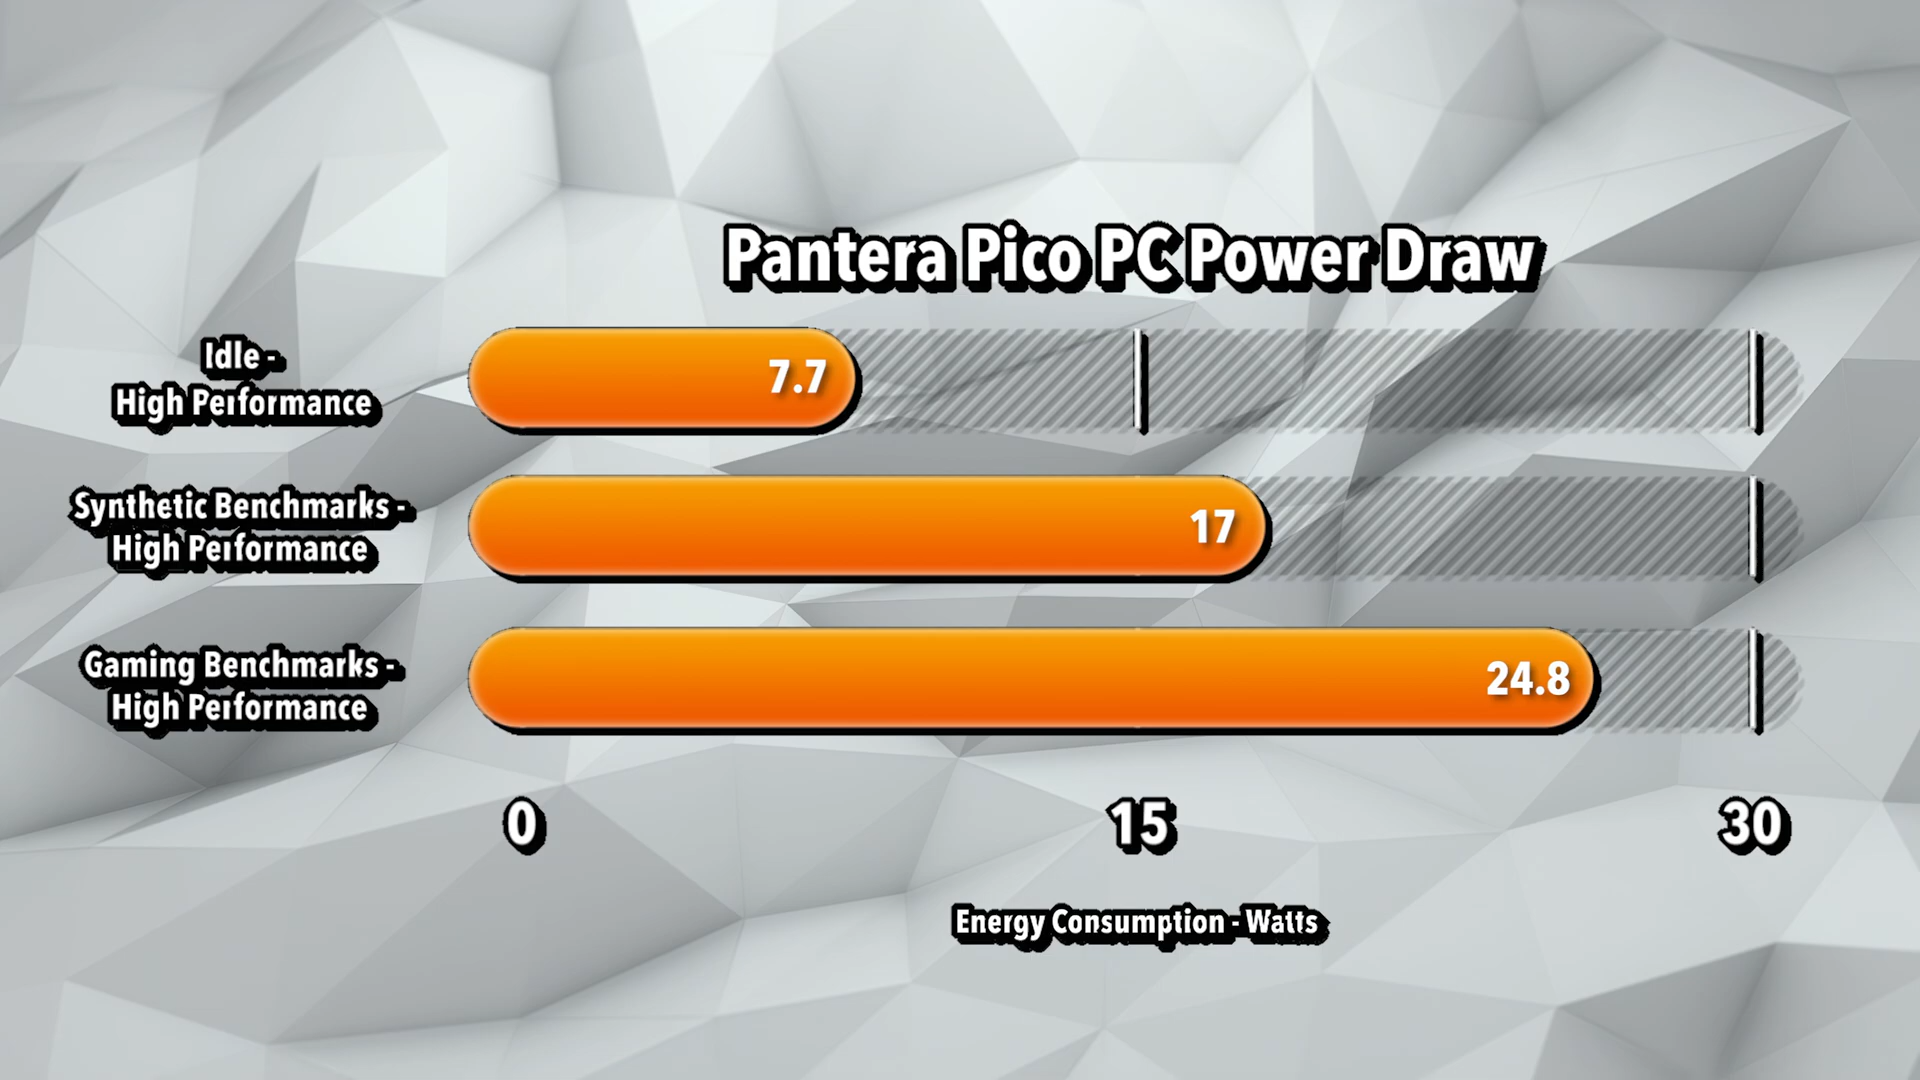 Pantera Pico PC Power Draw
Idle -
High Performance
7.7
Synthetic Benchmarks -
High Performance
17
Gaming Benchmarks -
High Performance
24.8
0 15 30
Energy Consumption - Watts